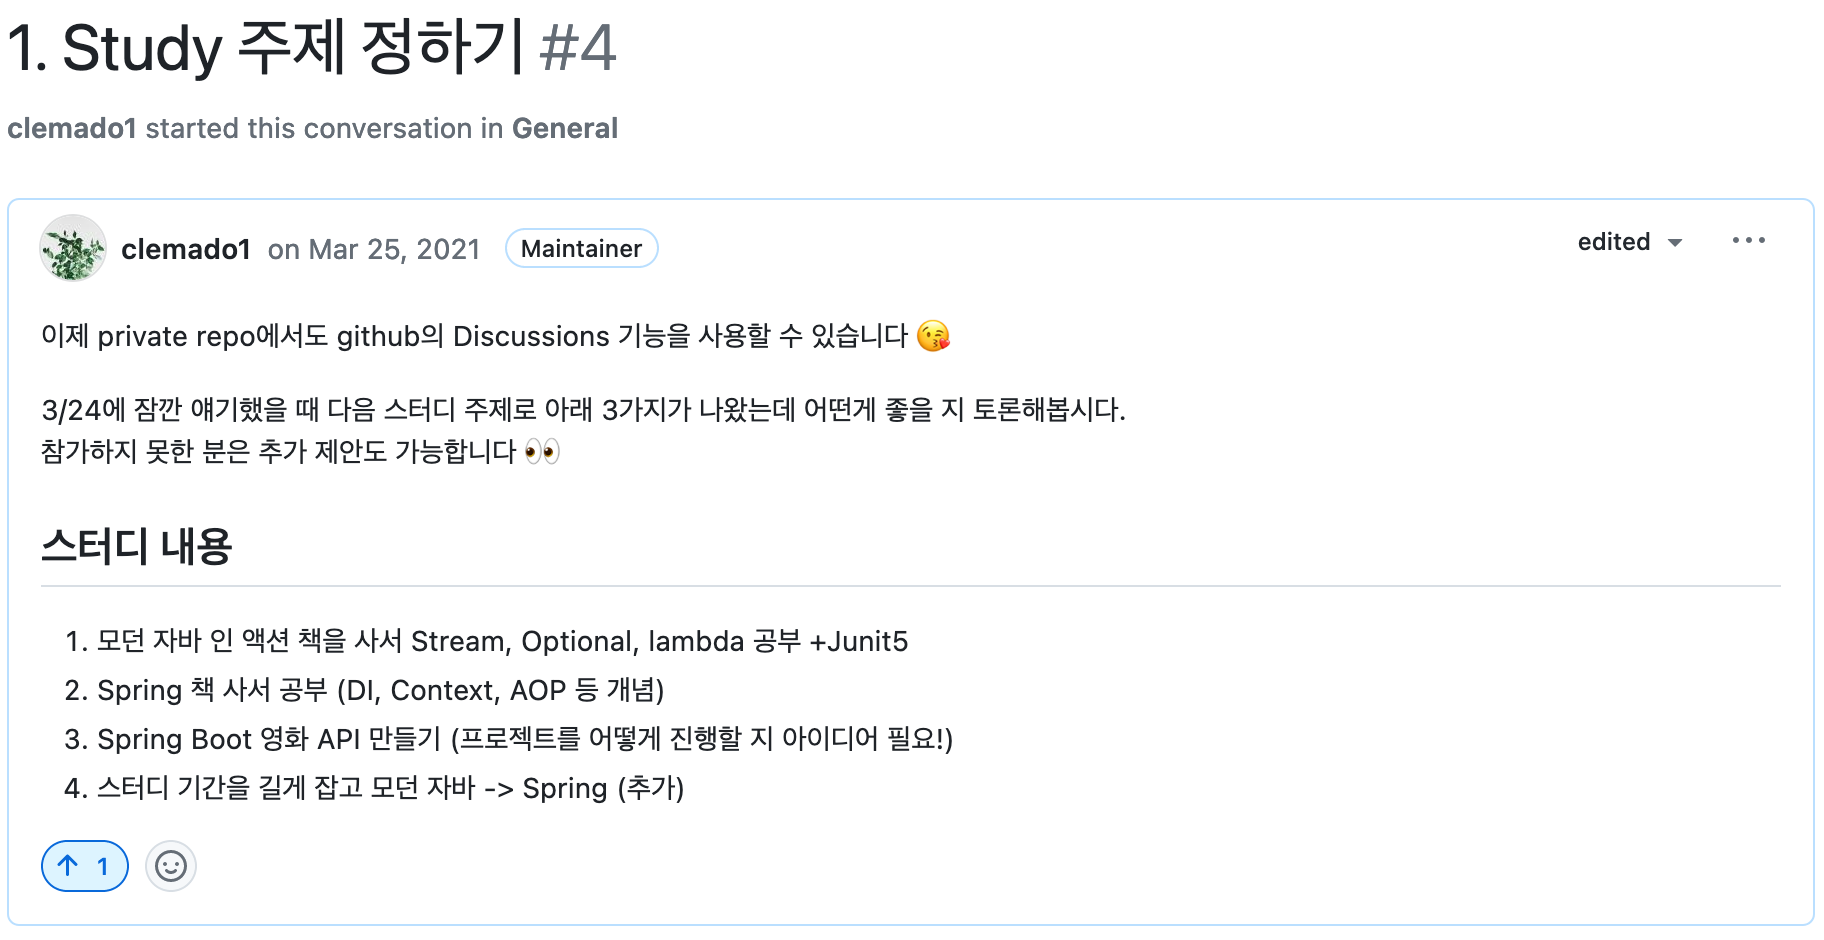 1. Study 주제 정하기 #4
clemado1 started this conversation in General
clemado1 on Mar 25, 2021 Maintainer edited
이제 private repo에서도 github의 Discussions 기능을 사용할 수 있습니다 😘
3/24에 잠깐 얘기했을 때 다음 스터디 주제로 아래 3가지가 나왔는데 어떤게 좋을 지 토론해봅시다.
참가하지 못한 분은 추가 제안도 가능합니다 👀
스터디 내용
1. 모던 자바 인 액션 책을 사서 Stream, Optional, lambda 공부 +Junit5
2. Spring 책 사서 공부 (DI, Context, AOP 등 개념)
3. Spring Boot 영화 API 만들기 (프로젝트를 어떻게 진행할 지 아이디어 필요!)
4. 스터디 기간을 길게 잡고 모던 자바 -> Spring (추가)
↑ 1